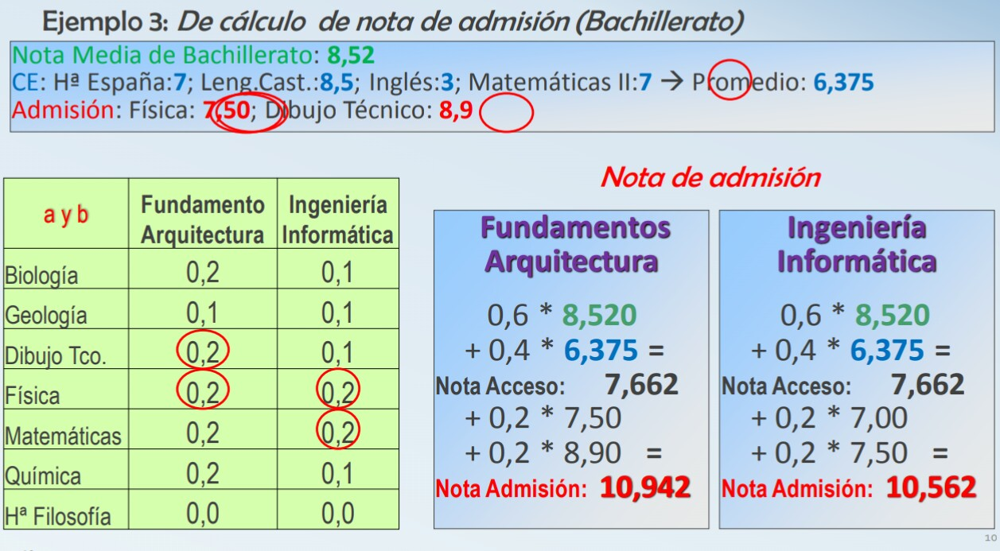 Ejemplo 3: De cálculo de nota de admisión (Bachillerato)
Nota Media de Bachillerato: 8,52
CE: Hª España:7; Leng.Cast.:8,5; Inglés:3; Matemáticas II:7 → Promedio: 6,375
Admisión: Física: 7,50; Dibujo Técnico: 8,9
a y b Fundamento Arquitectura Ingeniería Informática
Biología 0,2 0,1
Geología 0,1 0,1
Dibujo Tco. 0,2 0,1
Física 0,2 0,2
Matemáticas 0,2 0,2
Química 0,2 0,1
Hª Filosofía 0,0 0,0
Nota de admisión
Fundamentos
Arquitectura
0,6 * 8,520
+ 0,4 * 6,375 =
Nota Acceso: 7,662
+ 0,2 * 7,50
+ 0,2 * 8,90 =
Nota Admisión: 10,942
Ingeniería
Informática
0,6 * 8,520
+ 0,4 * 6,375 =
Nota Acceso: 7,662
+ 0,2 * 7,00
+ 0,2 * 7,50 =
Nota Admisión: 10,562
10